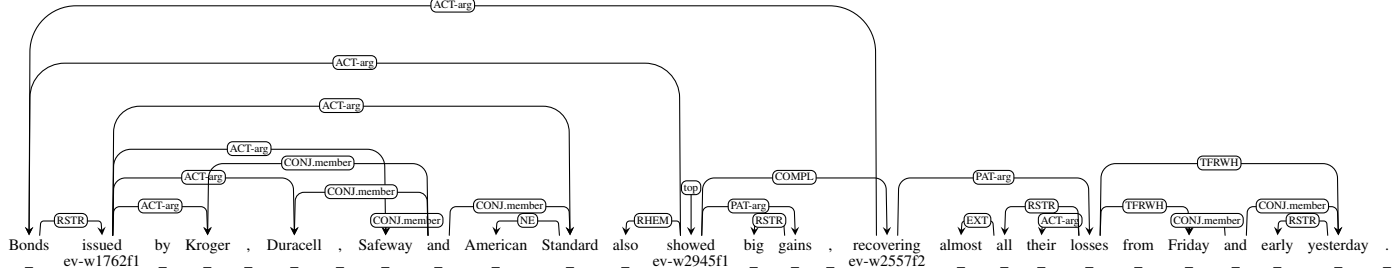 ACT-arg
ACT-arg
ACT-arg
ACT-arg
CONJ.member TFRWH
ACT-arg COMPL PAT-arg
top
CONJ.member
ACT-arg CONJ.member PAT-arg RSTR TFRWH CONJ.member
RSTR CONJ.member NE RHEM RSTR EXT ACT-arg CONJ.member RSTR
Bonds issued by Kroger , Duracell , Safeway and American Standard also showed big gains , recovering almost all their losses from Friday and early yesterday .
ev-w1762f1 ev-w2945f1 ev-w2557f2
_ _ _ _ _ _ _ _ _ _ _ _ _ _ _ _ _ _ _ _ _ _ _ _ _ _ _